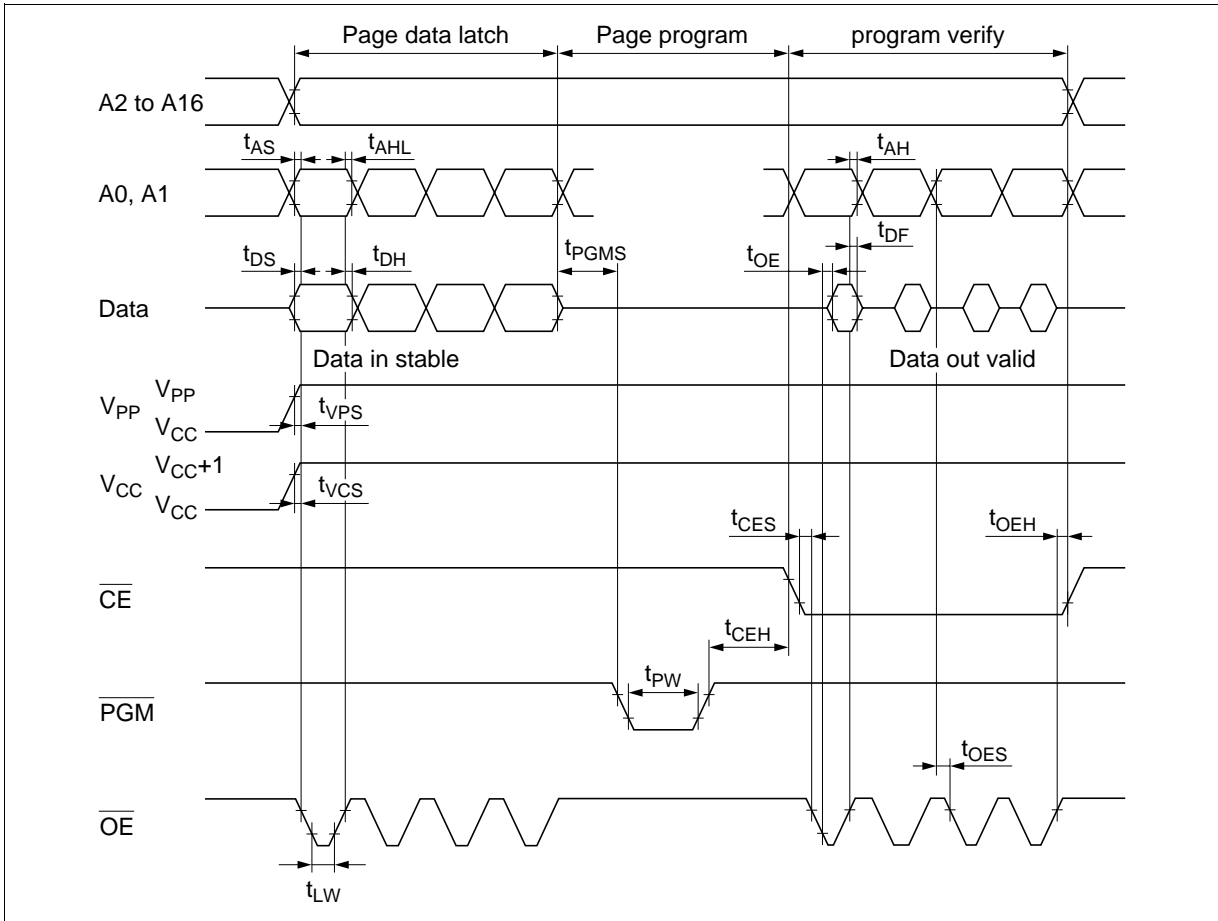 Page data latch Page program program verify
A2 to A16
tAS tAHL tAH
A0, A1
tDS tDH tPGMS tOE tDF
Data
Data in stable Data out valid
VPP VPP
VCC
tVPS
VCC VCC+1
VCC
tVCS
tCES tOEH
CE
tCEH
tPW
PGM
tOES
OE
tLW